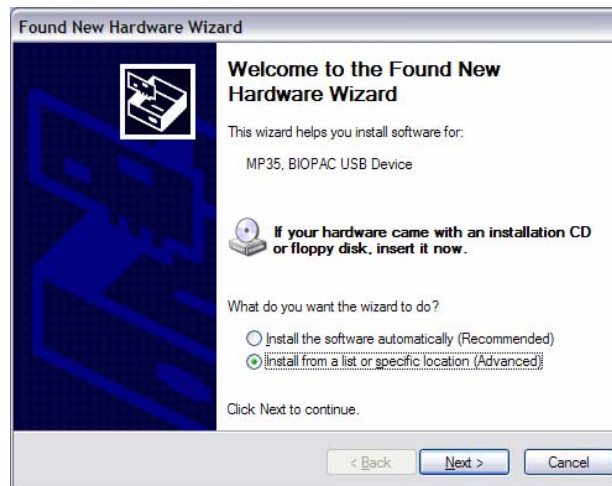 Found New Hardware Wizard
Welcome to the Found New
Hardware Wizard
This wizard helps you install software for:
MP35, BIOPAC USB Device
If your hardware came with an installation CD
or floppy disk, insert it now.
What do you want the wizard to do?
Install the software automatically (Recommended)
Install from a list or specific location (Advanced)
Click Next to continue.
< Back Next > Cancel